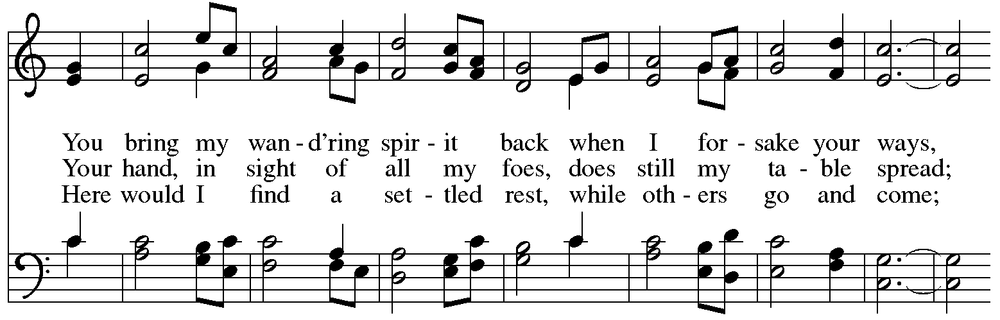 You bring my wan - d'ring spir - it back when I for - sake your ways,
Your hand, in sight of all my foes, does still my ta - ble spread;
Here would I find a set - tled rest, while oth - ers go and come;